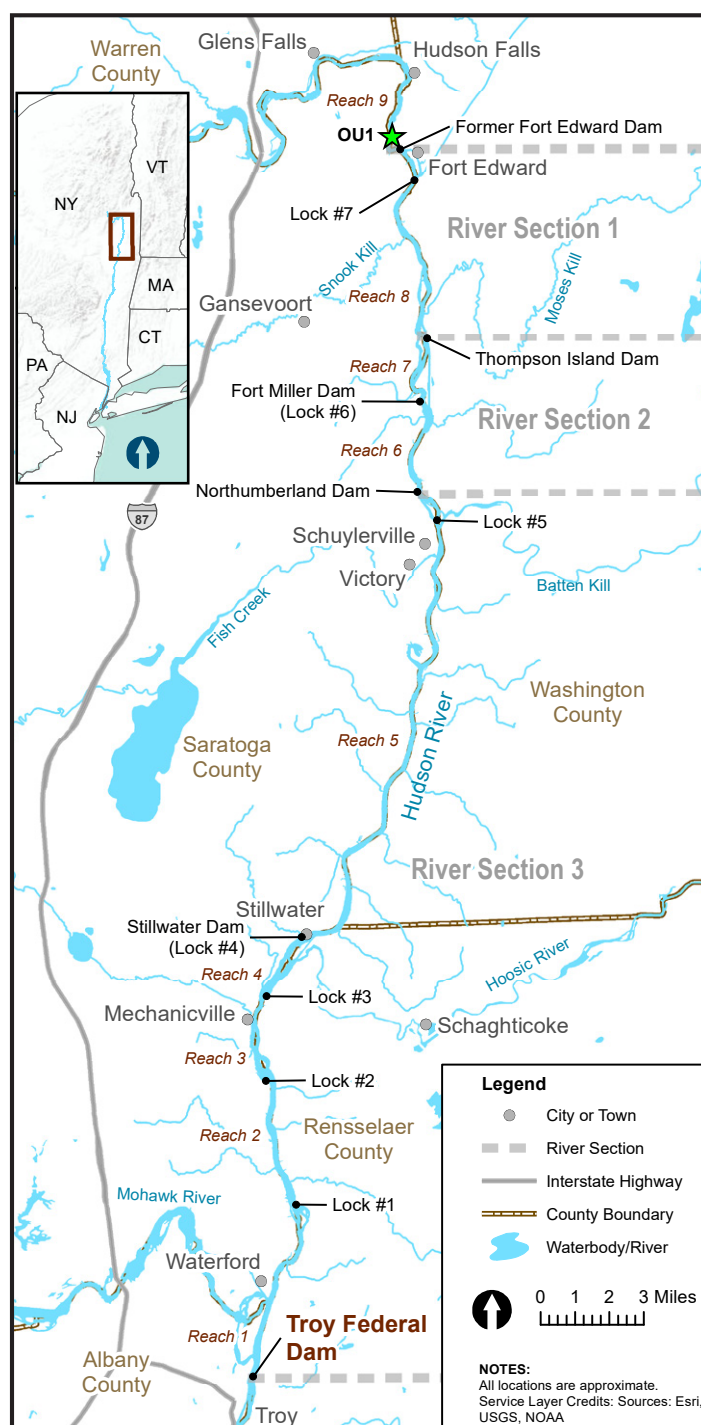 Glens Falls
Hudson Falls
Warren
County
Reach 9
OU1
Former Fort Edward Dam
Fort Edward
Lock #7
River Section 1
Snook Kill
Moses Kill
Gansevoort
Reach 8
Thompson Island Dam
Reach 7
Fort Miller Dam
(Lock #6)
River Section 2
Reach 6
Northumberland Dam
Lock #5
Schuylerville
Victory
Batten Kill
Fish Creek
Washington
County
Hudson River
Reach 5
Saratoga
County
River Section 3
Stillwater
Stillwater Dam
(Lock #4)
Hoosic River
Reach 4
Lock #3
Mechanicville
Schaghticoke
Reach 3
Lock #2
Reach 2
Rensselaer
County
Mohawk River
Lock #1
Waterford
Reach 1
Troy Federal
Dam
Albany
County
Troy
87
VT
NY
MA
CT
PA
NJ
Legend
City or Town
River Section
Interstate Highway
County Boundary
Waterbody/River
0 1 2 3 Miles
NOTES:
All locations are approximate.
Service Layer Credits: Sources: Esri,
USGS, NOAA